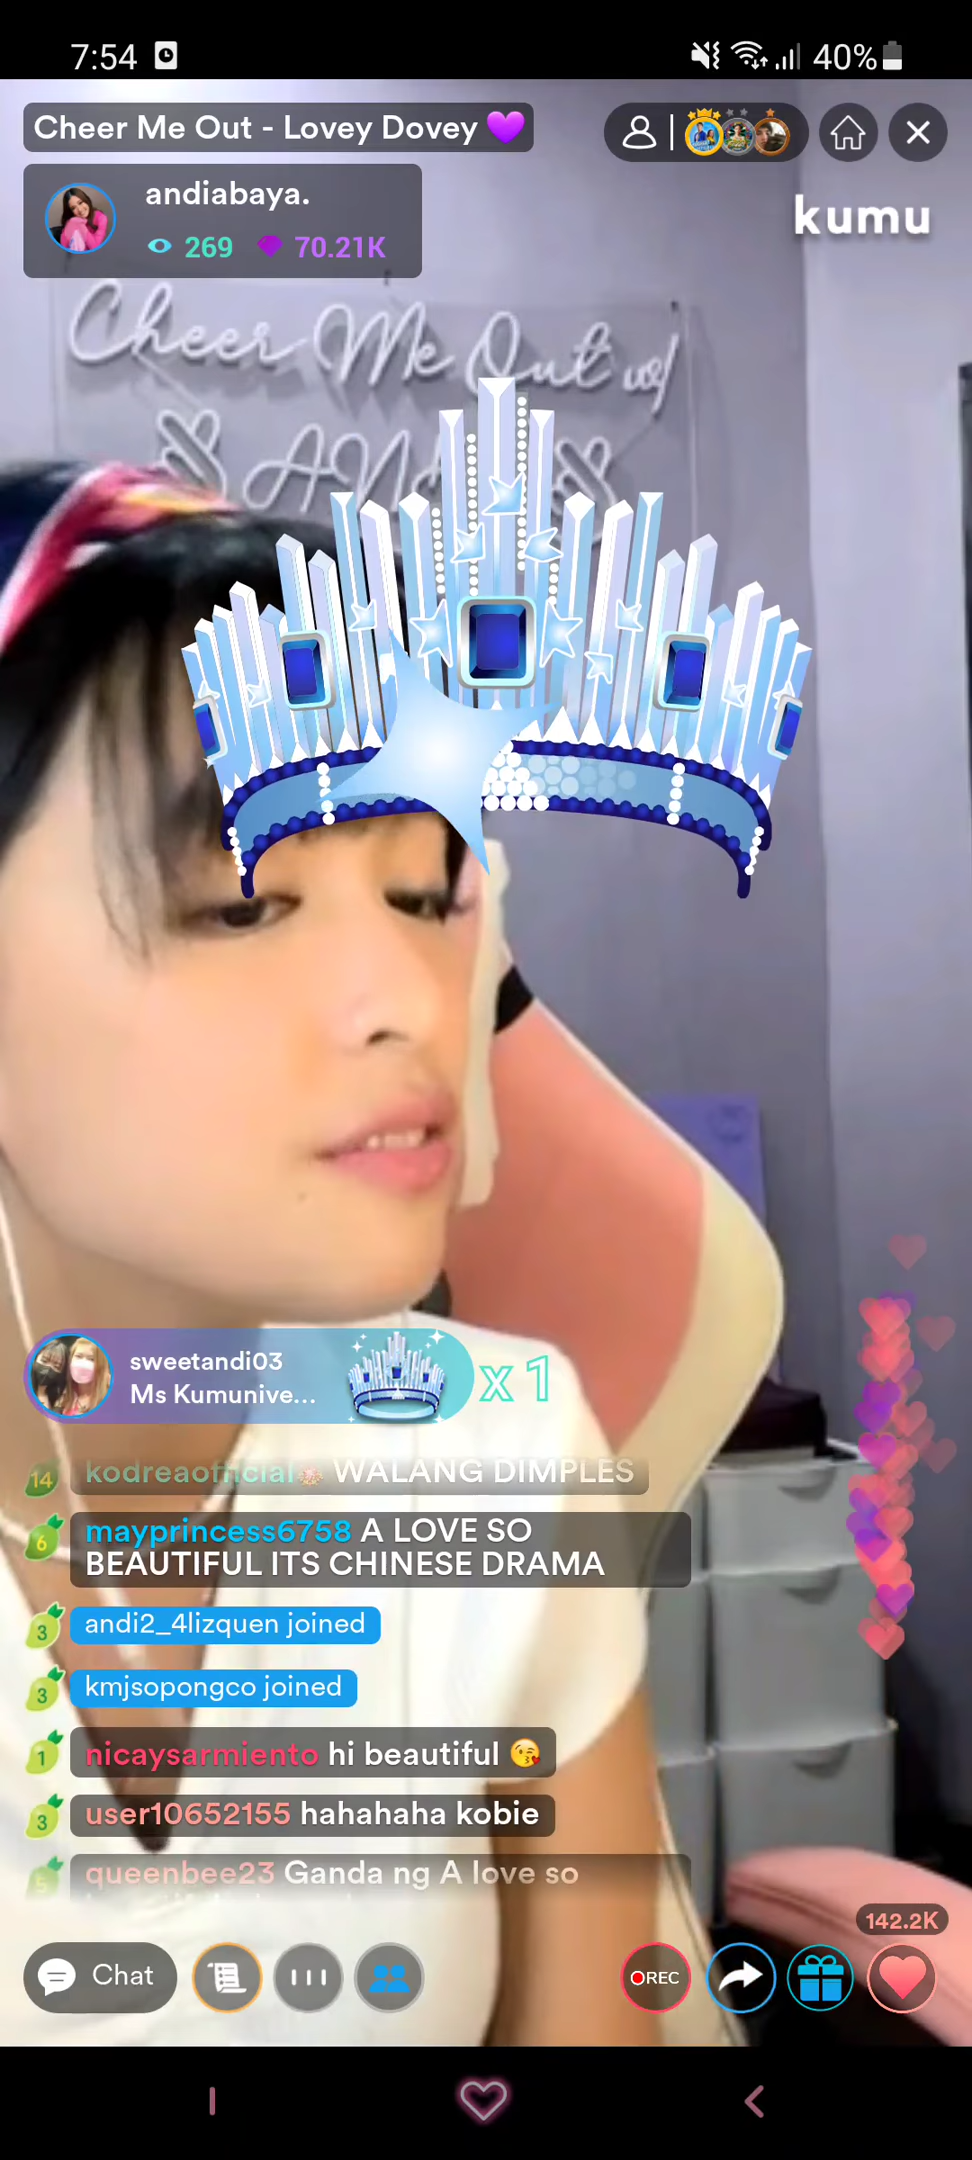 7:54
40%
Cheer Me Out - Lovey Dovey 💜
andiabaya.
269 70.21K
kumu
Cheer Me Out w/
sweetandi03
Ms Kumunive...
x 1
14 kodreaofficial WALANG DIMPLES
6 mayprincess6758 A LOVE SO
BEAUTIFUL ITS CHINESE DRAMA
3 andi2_4lizquen joined
3 kmjsopongco joined
1 nicaysarmiento hi beautiful 😘
3 user10652155 hahahaha kobie
5 queenbee23 Ganda ng A love so
142.2K
Chat
REC